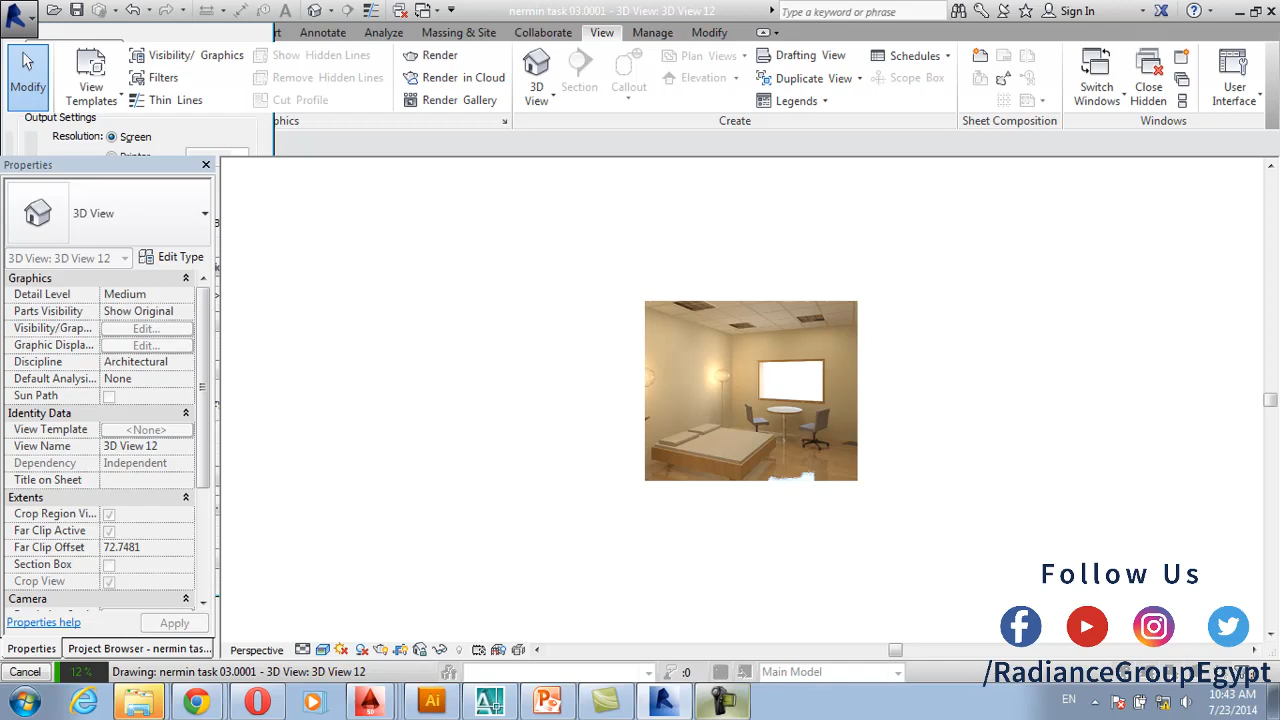 nermin task 03.0001 - 3D View: 3D View 12
Type a keyword or phrase
Sign In
Annotate Analyze Massing & Site Collaborate View Manage Modify
Modify
View Templates
Visibility/ Graphics
Filters
Thin Lines
Show Hidden Lines
Remove Hidden Lines
Cut Profile
Render
Render in Cloud
Render Gallery
3D View
Section
Callout
Plan Views
Elevation
Drafting View
Duplicate View
Legends
Schedules
Scope Box
Switch Windows
Close Hidden
User Interface
Create
Sheet Composition
Windows
Output Settings
Resolution: Screen
Properties
3D View
3D View: 3D View 12
Edit Type
Graphics
Detail Level Medium
Parts Visibility Show Original
Visibility/Grap... Edit...
Graphic Displa... Edit...
Discipline Architectural
Default Analysi... None
Sun Path
Identity Data
View Template <None>
View Name 3D View 12
Dependency Independent
Title on Sheet
Extents
Crop Region Vi...
Far Clip Active
Far Clip Offset 72.7481
Section Box
Crop View
Camera
Properties help Apply
Properties Project Browser - nermin tas...
Perspective
Cancel 12 % Drawing: nermin task 03.0001 - 3D View: 3D View 12 :0 Main Model
Follow Us
/RadianceGroupEgypt
EN
10:43 AM
7/23/2014